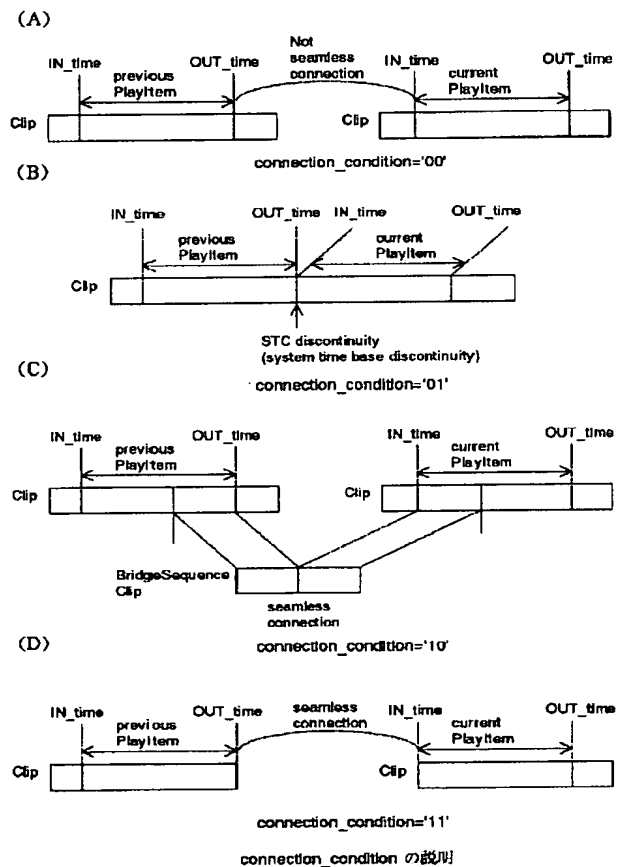 (A)
IN_time
OUT_time
Not
seamless
connection
IN_time
OUT_time
previous
PlayItem
current
PlayItem
Clip
Clip
connection_condition='00'
(B)
IN_time
OUT_time
IN_time
OUT_time
previous
PlayItem
current
PlayItem
Clip
STC discontinuity
(system time base discontinuity)
connection_condition='01'
(C)
IN_time
OUT_time
IN_time
OUT_time
previous
PlayItem
current
PlayItem
Clip
Clip
BridgeSequence
Clip
seamless
connection
connection_condition='10'
(D)
IN_time
OUT_time
seamless
connection
IN_time
OUT_time
previous
PlayItem
current
PlayItem
Clip
Clip
connection_condition='11'
connection_condition の説明